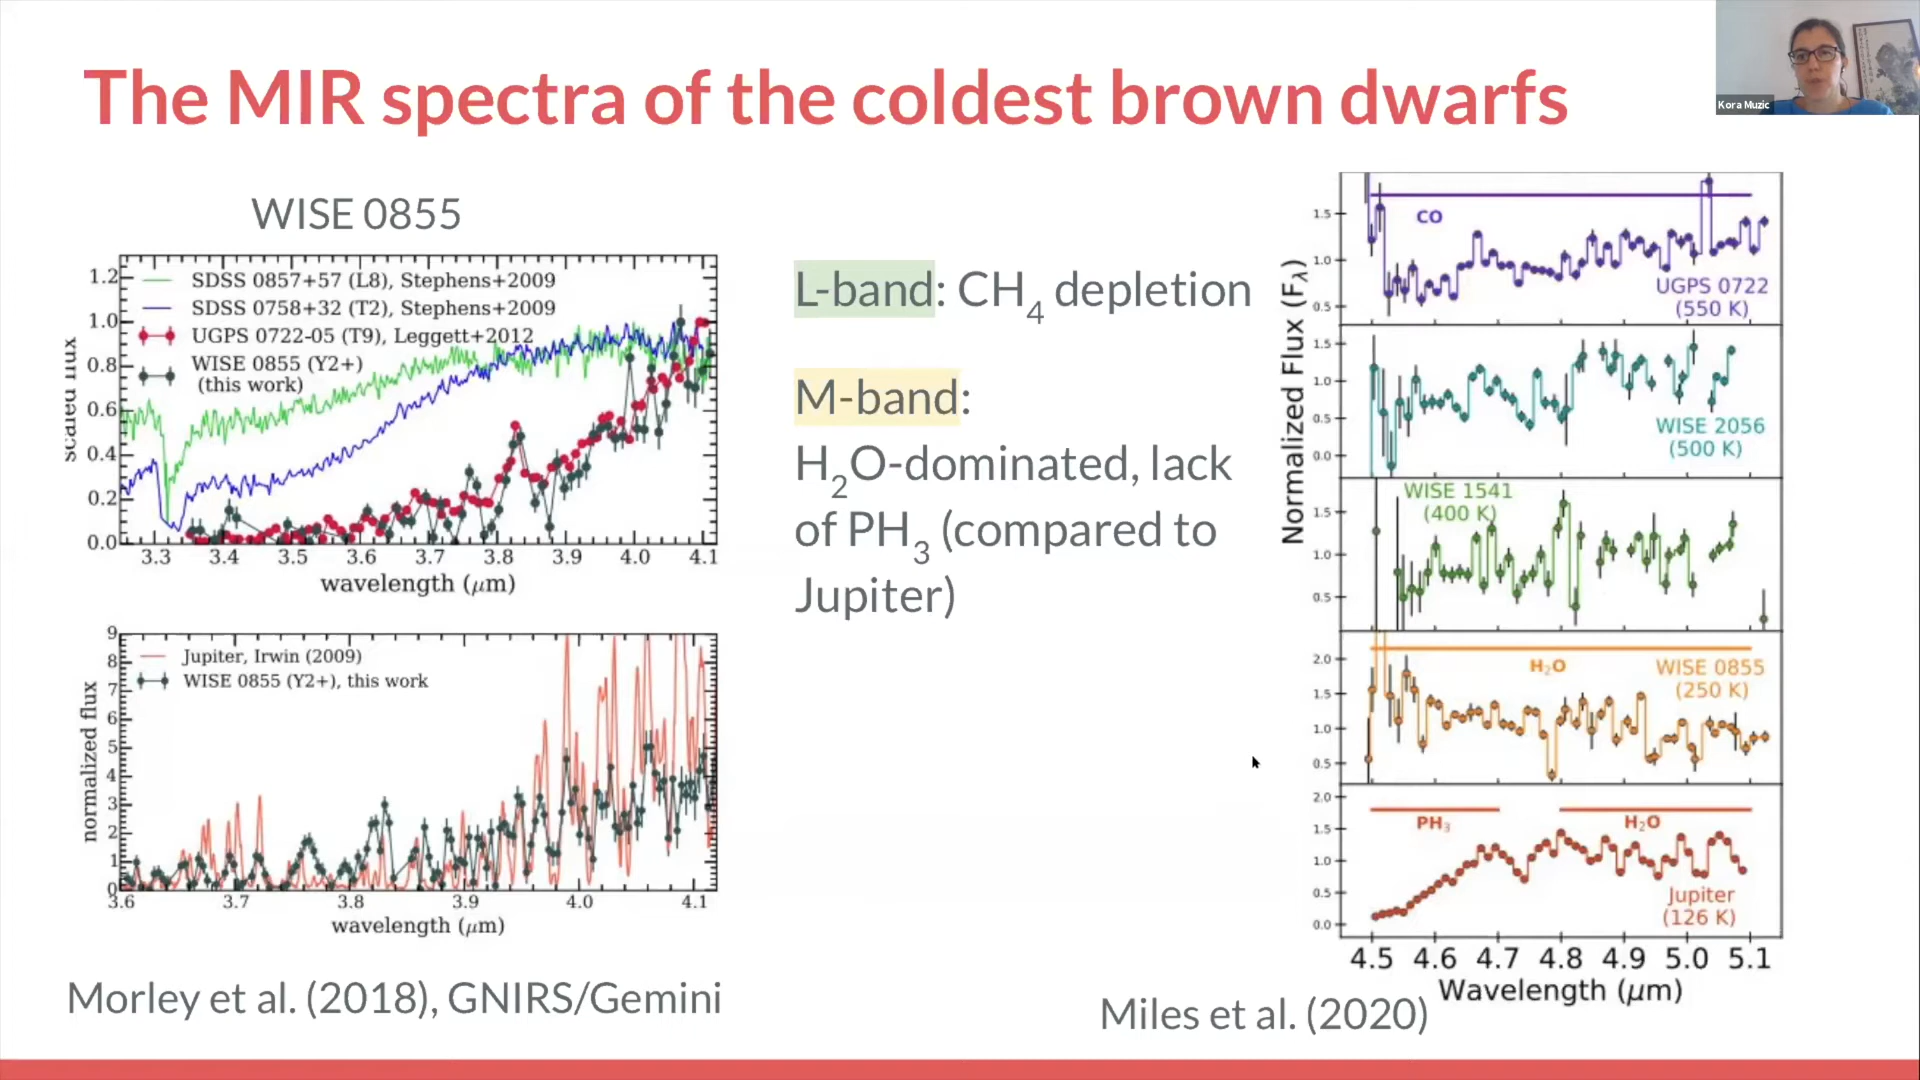 The MIR spectra of the coldest brown dwarfs
Kora Muzic
WISE 0855
SDSS 0857+57 (L8), Stephens+2009
SDSS 0758+32 (T2), Stephens+2009
UGPS 0722-05 (T9), Leggett+2012
WISE 0855 (Y2+)
(this work)
scaled flux
1.2
1.0
0.8
0.6
0.4
0.2
0.0
3.3 3.4 3.5 3.6 3.7 3.8 3.9 4.0 4.1
wavelength (μm)
Jupiter, Irwin (2009)
WISE 0855 (Y2+), this work
normalized flux
9
8
7
6
5
4
3
2
1
0
3.6 3.7 3.8 3.9 4.0 4.1
wavelength (μm)
Morley et al. (2018), GNIRS/Gemini
L-band: CH4 depletion
M-band:
H2O-dominated, lack
of PH3 (compared to
Jupiter)
Normalized Flux (Fλ)
1.5
1.0
0.5
CO
UGPS 0722
(550 K)
1.5
1.0
0.5
0.0
WISE 2056
(500 K)
1.5
1.0
0.5
WISE 1541
(400 K)
2.0
1.5
1.0
0.5
H2O
WISE 0855
(250 K)
2.0
1.5
1.0
0.5
0.0
PH3
H2O
Jupiter
(126 K)
4.5 4.6 4.7 4.8 4.9 5.0 5.1
Wavelength (μm)
Miles et al. (2020)